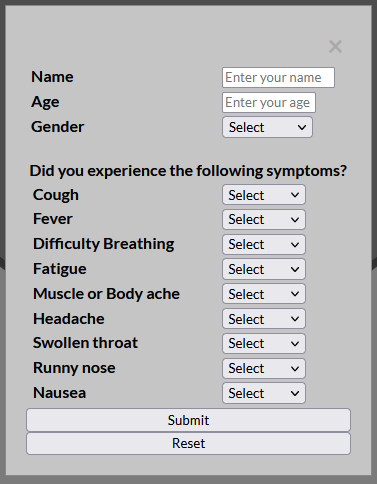 ×
Name Enter your name
Age Enter your age
Gender Select
Did you experience the following symptoms?
Cough Select
Fever Select
Difficulty Breathing Select
Fatigue Select
Muscle or Body ache Select
Headache Select
Swollen throat Select
Runny nose Select
Nausea Select
Submit
Reset